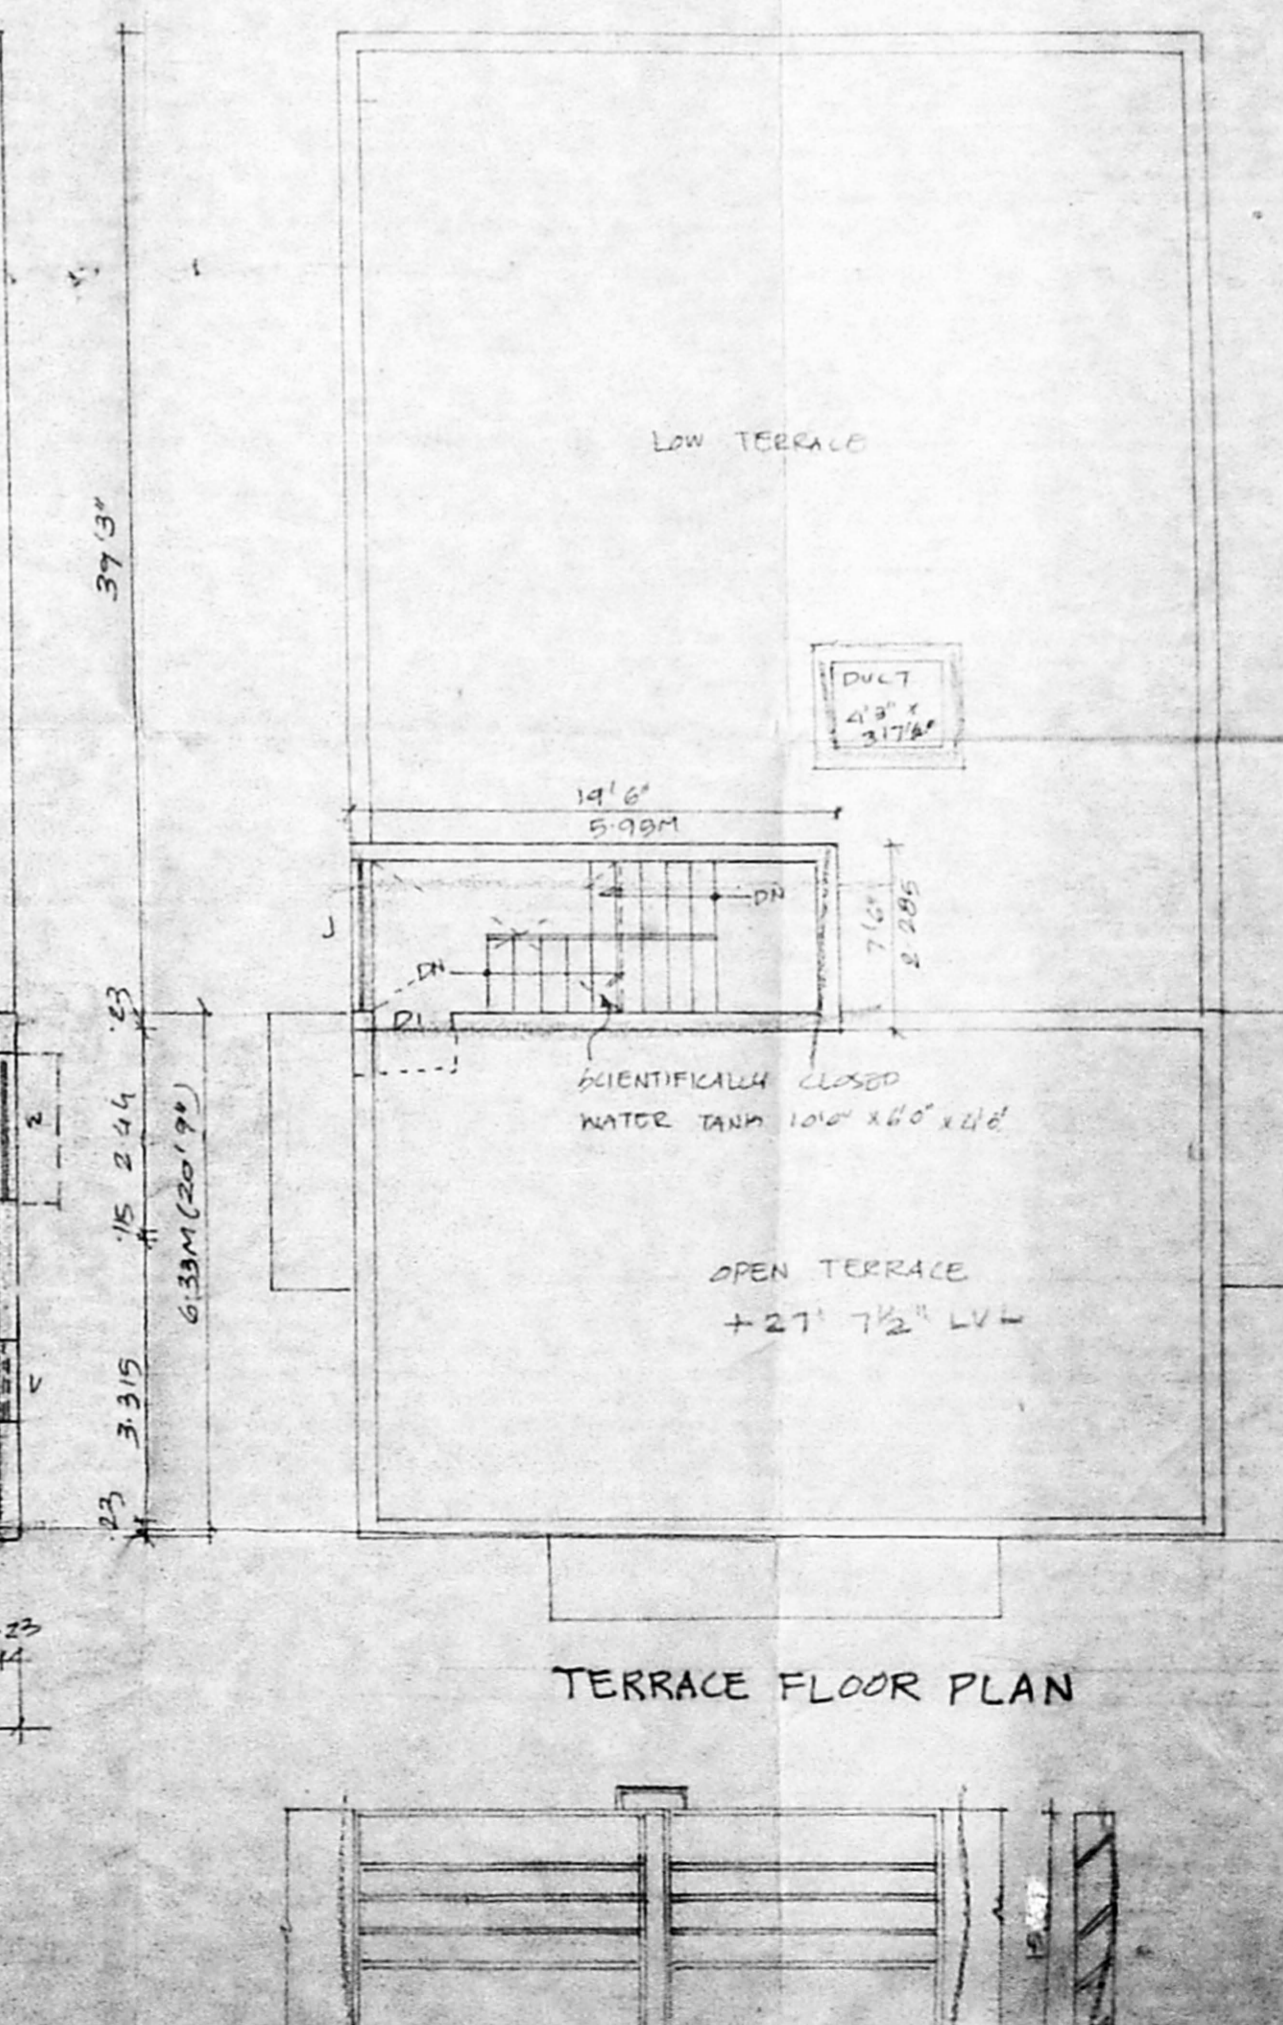 39'3"
LOW TERRACE
DUCT
4'3" x
3'7½"
19'6"
5.95M
DN
7'6"
2.285
L
DN
D1
.23
SCIENTIFICALLY CLOSED
WATER TANK 10'0" x 6'0" x 4'6"
2.44
.15
6.33M (20'9")
OPEN TERRACE
+27' 7½" LVL
3.315
V
.23
.23
TERRACE FLOOR PLAN